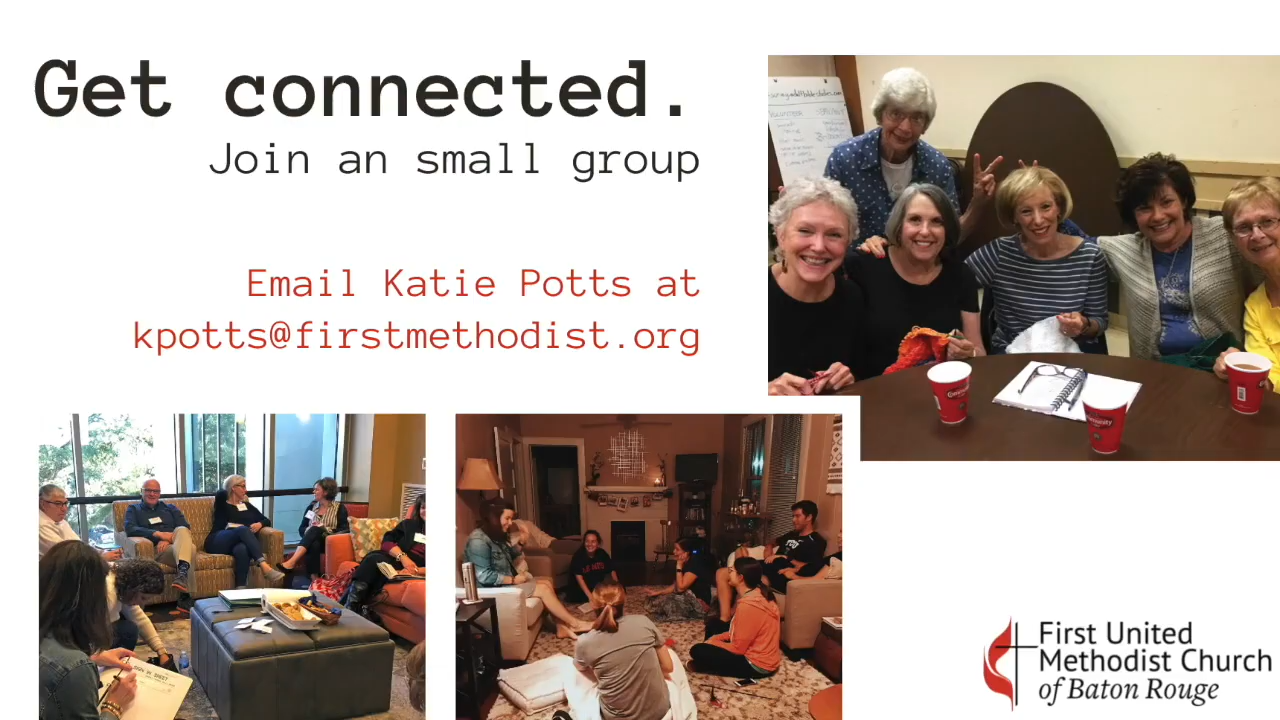 Get connected.
Join an small group
Email Katie Potts at
kpotts@firstmethodist.org
First United
Methodist Church
of Baton Rouge